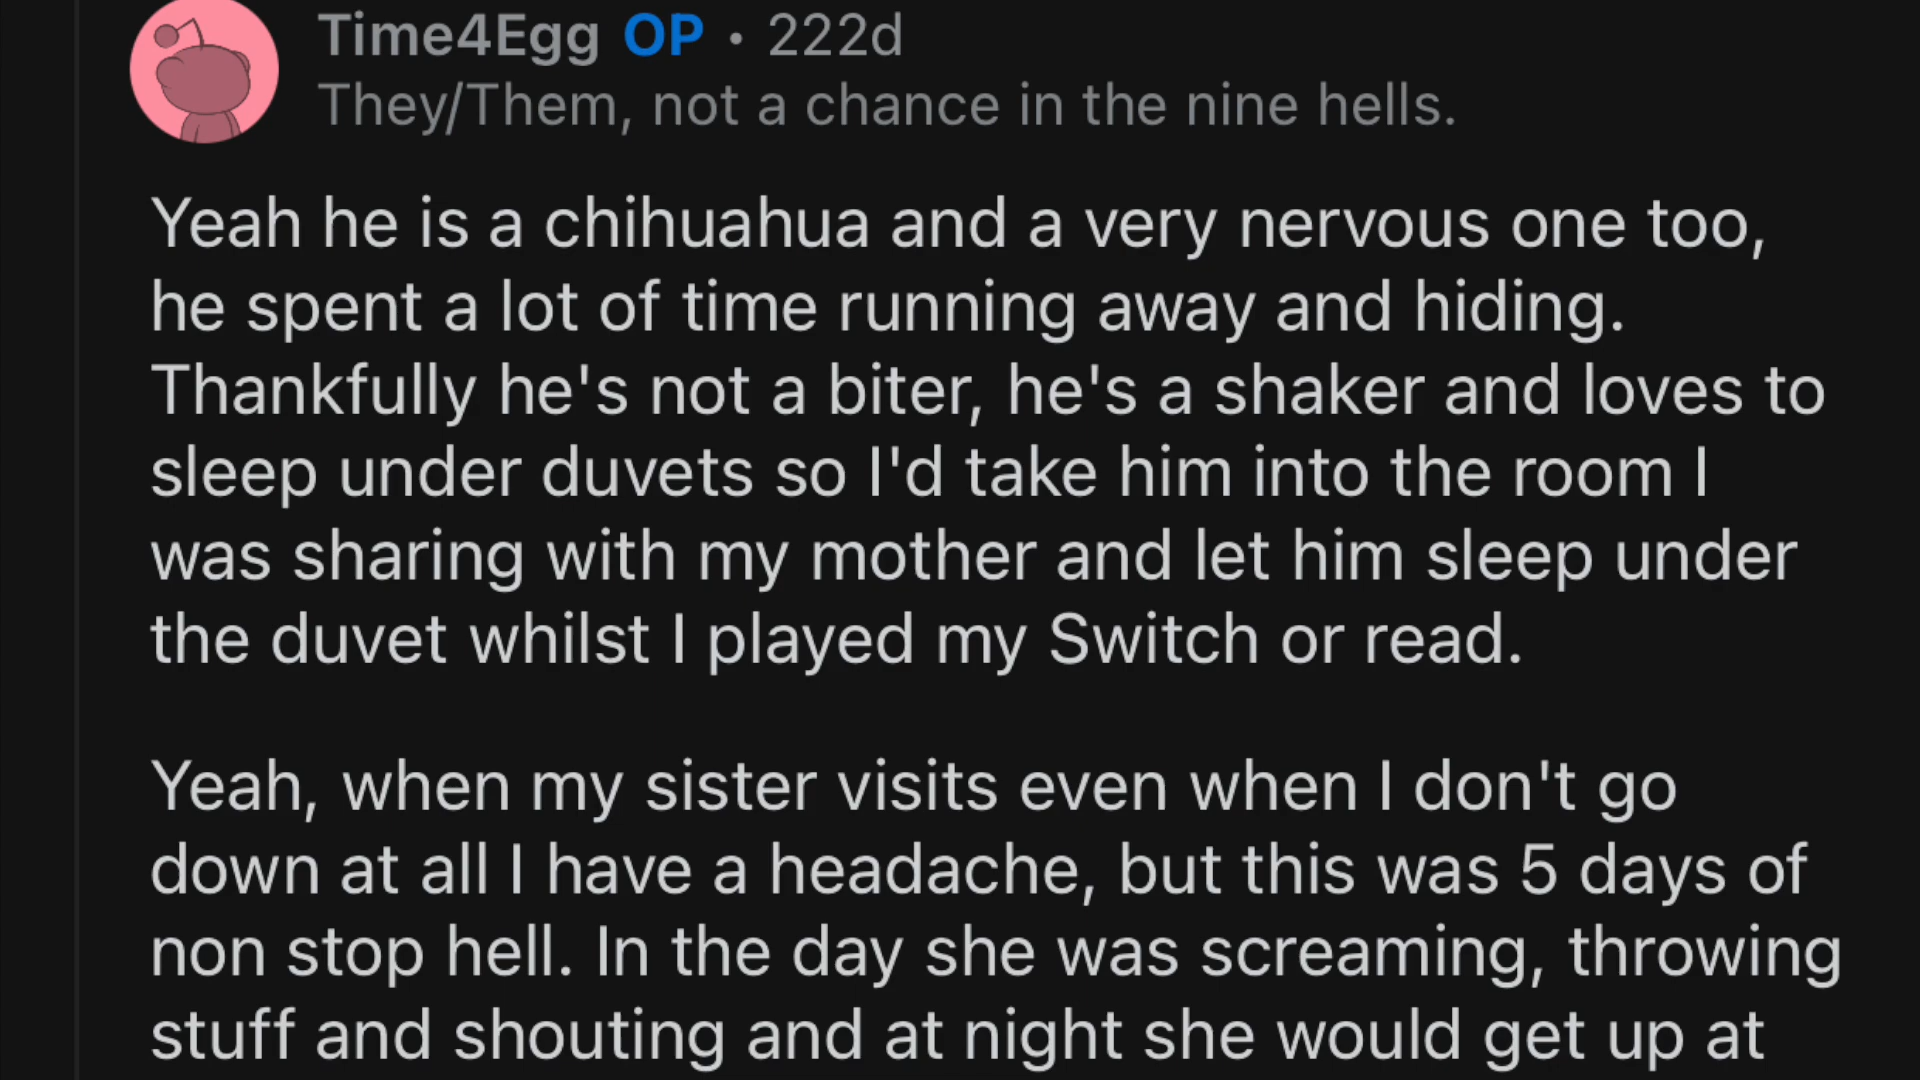 Time4Egg OP • 222d
They/Them, not a chance in the nine hells.
Yeah he is a chihuahua and a very nervous one too,
he spent a lot of time running away and hiding.
Thankfully he's not a biter, he's a shaker and loves to
sleep under duvets so I'd take him into the room I
was sharing with my mother and let him sleep under
the duvet whilst I played my Switch or read.
Yeah, when my sister visits even when I don't go
down at all I have a headache, but this was 5 days of
non stop hell. In the day she was screaming, throwing
stuff and shouting and at night she would get up at